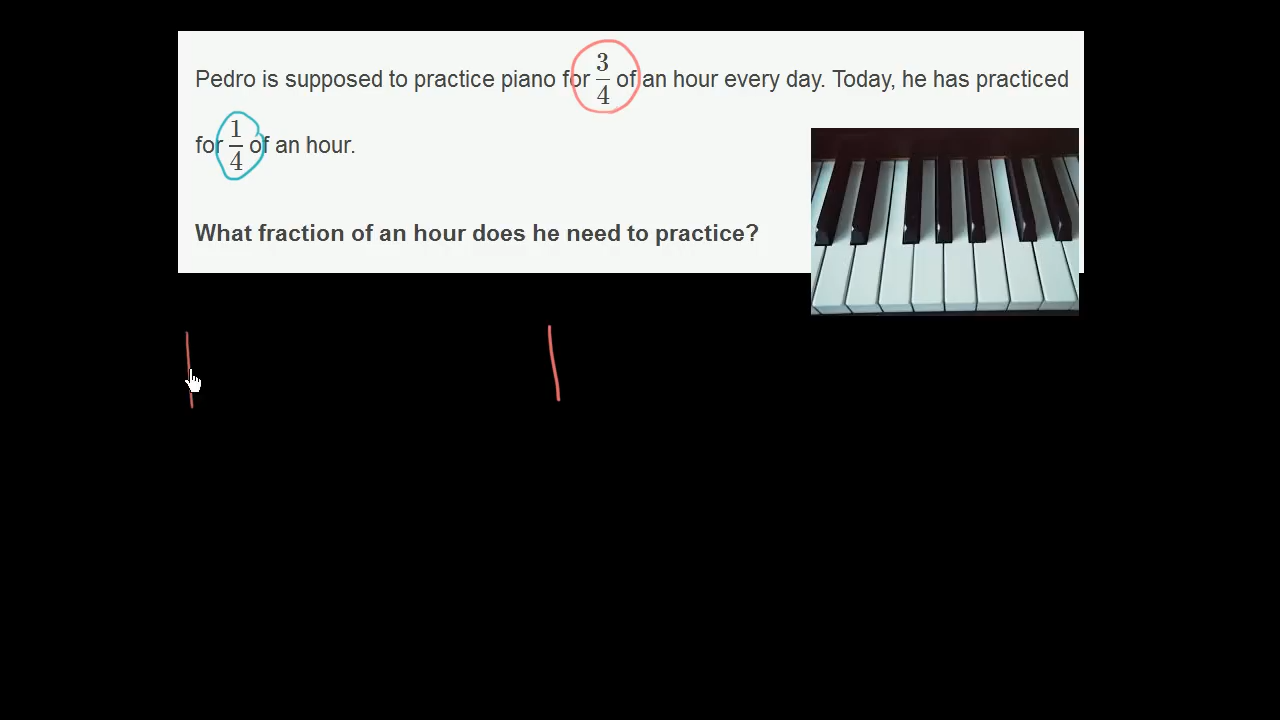 Pedro is supposed to practice piano for 3/4 of an hour every day. Today, he has practiced
for 1/4 of an hour.
What fraction of an hour does he need to practice?